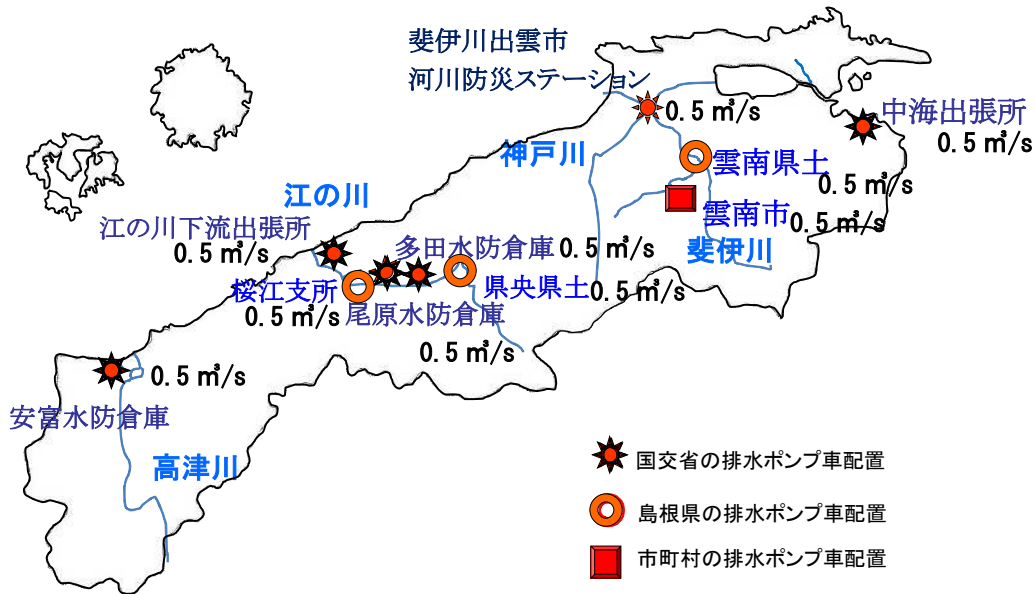 斐伊川出雲市
河川防災ステーション
0.5㎥/s
中海出張所
0.5㎥/s
神戸川
雲南県土
0.5㎥/s
江の川
雲南市
0.5㎥/s
江の川下流出張所
0.5㎥/s
多田水防倉庫
0.5㎥/s
斐伊川
桜江支所
0.5㎥/s
県央県土
0.5㎥/s
尾原水防倉庫
0.5㎥/s
0.5㎥/s
安富水防倉庫
高津川
国交省の排水ポンプ車配置
島根県の排水ポンプ車配置
市町村の排水ポンプ車配置